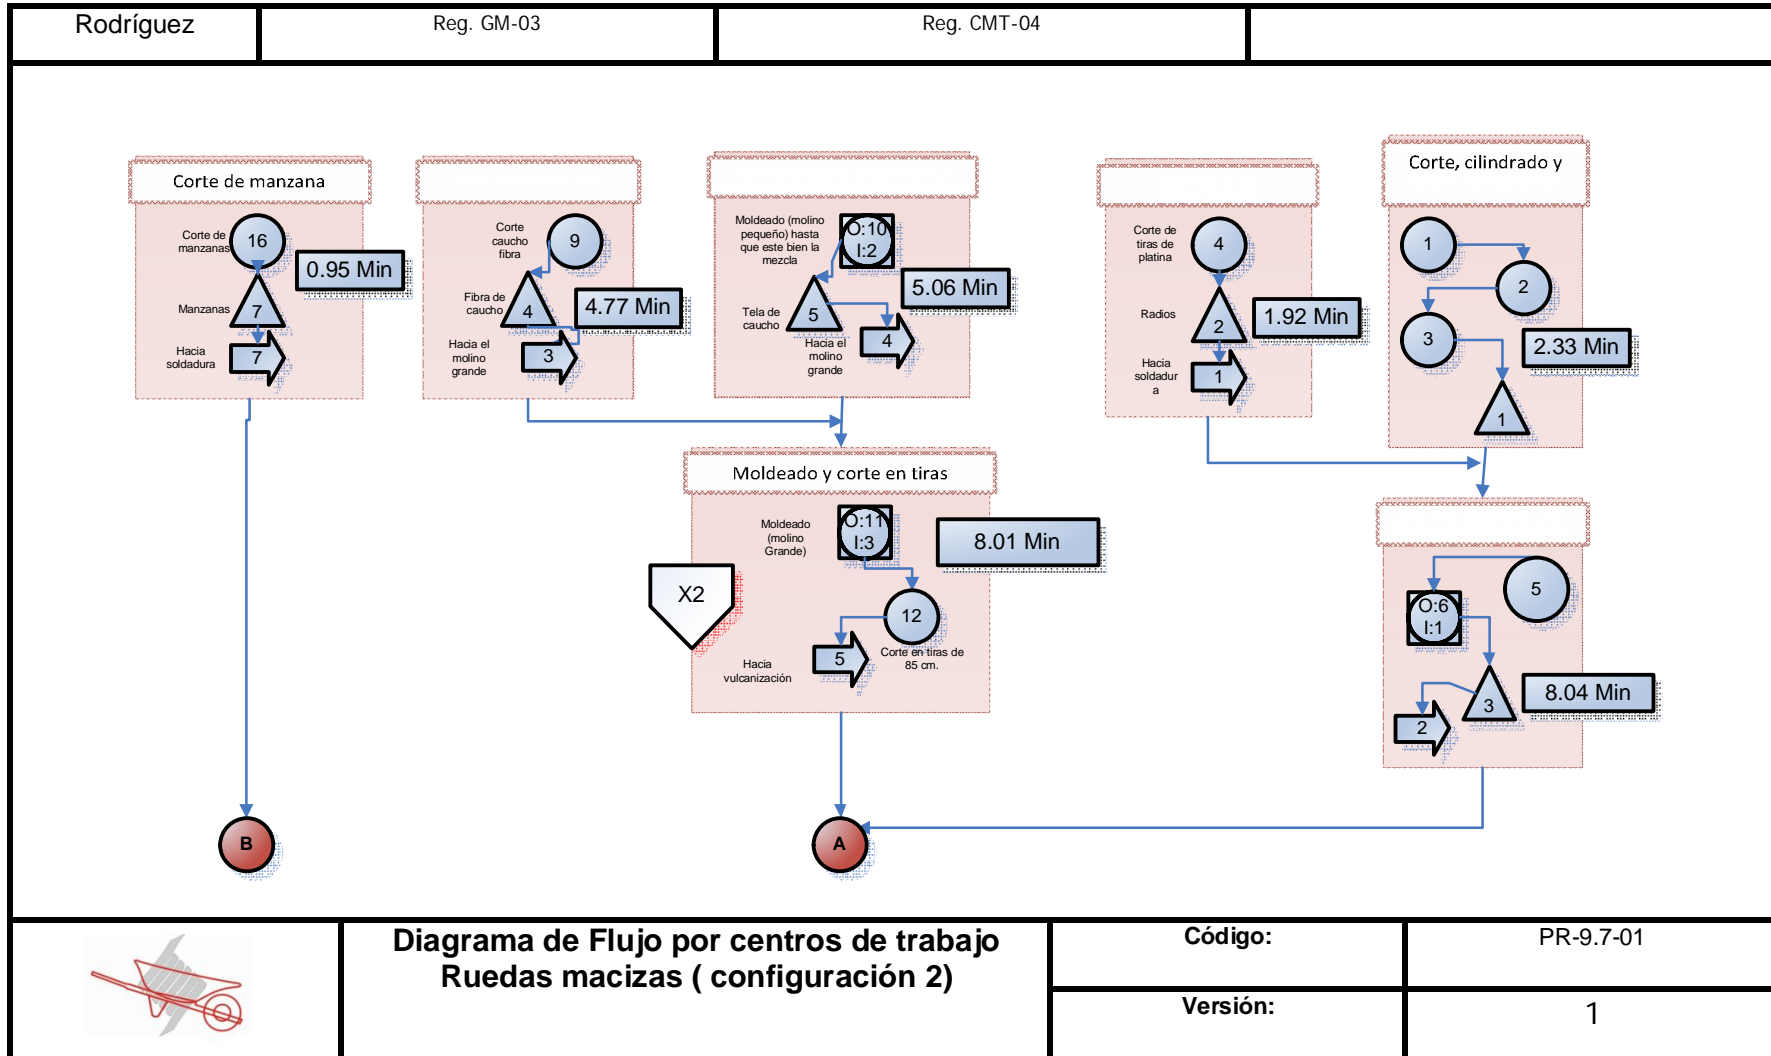 Rodríguez
Reg. GM-03
Reg. CMT-04
Corte de manzana
Corte de
manzanas
16
0.95 Min
Manzanas
7
Hacia
soldadura
7
Corte
caucho
fibra
9
Fibra de
caucho
4
4.77 Min
Hacia el
molino
grande
3
Moldeado (molino
pequeño) hasta
que este bien la
mezcla
O:10
I:2
5.06 Min
Tela de
caucho
5
Hacia el
molino
grande
4
Corte de
tiras de
platina
4
Radios
2
1.92 Min
Hacia
soldadur
a
1
Corte, cilindrado y
1
2
3
2.33 Min
1
Moldeado y corte en tiras
Moldeado
(molino
Grande)
O:11
I:3
8.01 Min
X2
12
Corte en tiras de
85 cm.
Hacia
vulcanización
5
5
O:6
I:1
3
8.04 Min
2
B
A
Diagrama de Flujo por centros de trabajo
Ruedas macizas ( configuración 2)
Código:
PR-9.7-01
Versión:
1